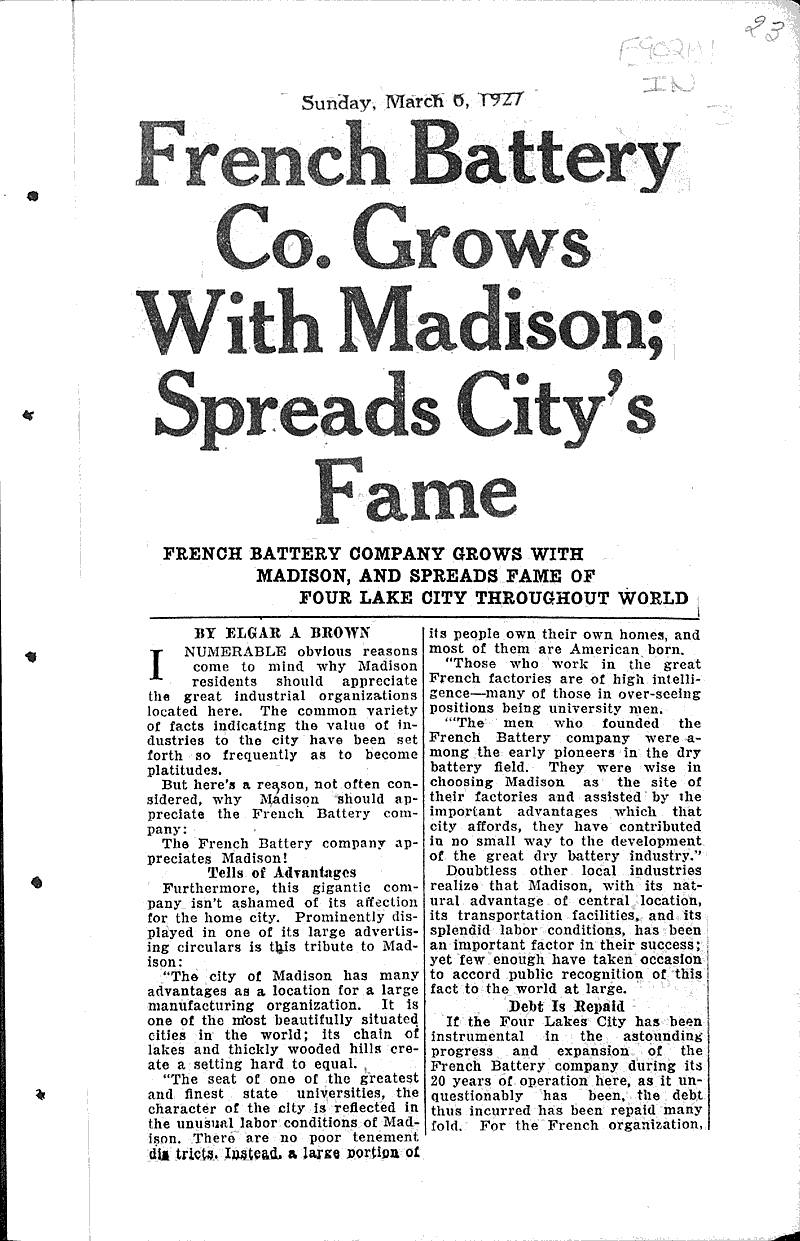 23
Sunday, March 6, 1927
French Battery
Co. Grows
With Madison;
Spreads City's
Fame
FRENCH BATTERY COMPANY GROWS WITH
MADISON, AND SPREADS FAME OF
FOUR LAKE CITY THROUGHOUT WORLD
BY ELGAR A BROWN
INUMERABLE obvious reasons
come to mind why Madison
residents should appreciate
the great industrial organizations
located here. The common variety
of facts indicating the value of in-
dustries to the city have been set
forth so frequently as to become
platitudes.
But here's a reason, not often con-
sidered, why Madison should ap-
preciate the French Battery com-
pany:
The French Battery company ap-
preciates Madison!
Tells of Advantages
Furthermore, this gigantic com-
pany isn't ashamed of its affection
for the home city. Prominently dis-
played in one of its large advertis-
ing circulars is this tribute to Mad-
ison:
"The city of Madison has many
advantages as a location for a large
manufacturing organization. It is
one of the most beautifully situated
cities in the world; its chain of
lakes and thickly wooded hills cre-
ate a setting hard to equal.
"The seat of one of the greatest
and finest state universities, the
character of the city is reflected in
the unusual labor conditions of Mad-
ison. There are no poor tenement
dis tricts. Instead, a large portion of
its people own their own homes, and
most of them are American born.
"Those who work in the great
French factories are of high intelli-
gence—many of those in over-seeing
positions being university men.
"'The men who founded the
French Battery company were a-
mong the early pioneers in the dry
battery field. They were wise in
choosing Madison as the site of
their factories and assisted by the
important advantages which that
city affords, they have contributed
in no small way to the development
of the great dry battery industry."
Doubtless other local industries
realize that Madison, with its nat-
ural advantage of central location,
its transportation facilities, and its
splendid labor conditions, has been
an important factor in their success;
yet few enough have taken occasion
to accord public recognition of this
fact to the world at large.
Debt Is Repaid
If the Four Lakes City has been
instrumental in the astounding
progress and expansion of the
French Battery company during its
20 years of operation here, as it un-
questionably has been, the debt
thus incurred has been repaid many
fold. For the French organization,